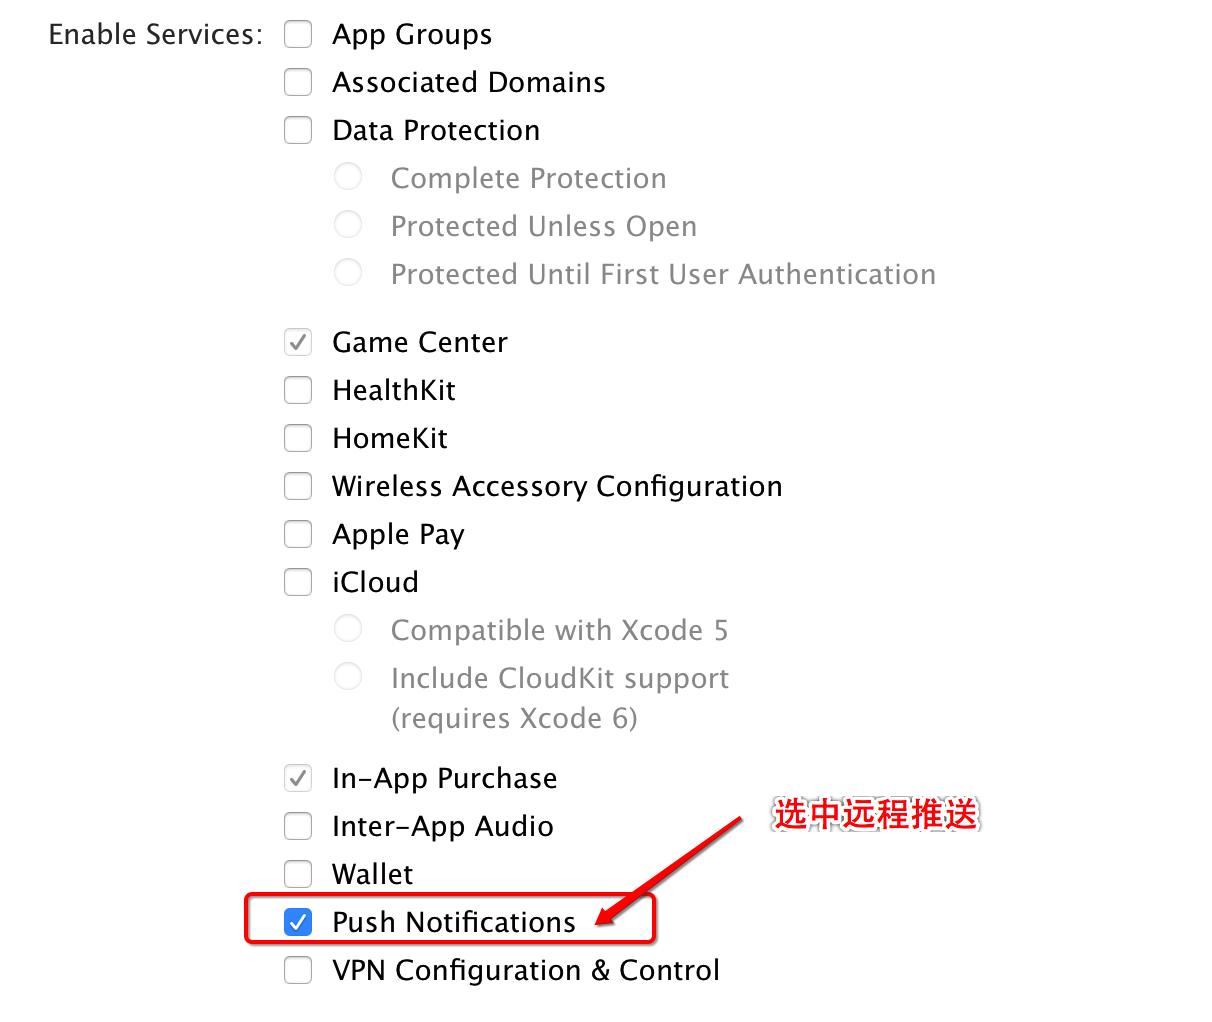 Enable Services:
App Groups
Associated Domains
Data Protection
Complete Protection
Protected Unless Open
Protected Until First User Authentication
Game Center
HealthKit
HomeKit
Wireless Accessory Configuration
Apple Pay
iCloud
Compatible with Xcode 5
Include CloudKit support
(requires Xcode 6)
In-App Purchase
选中远程推送
Inter-App Audio
Wallet
Push Notifications
VPN Configuration & Control